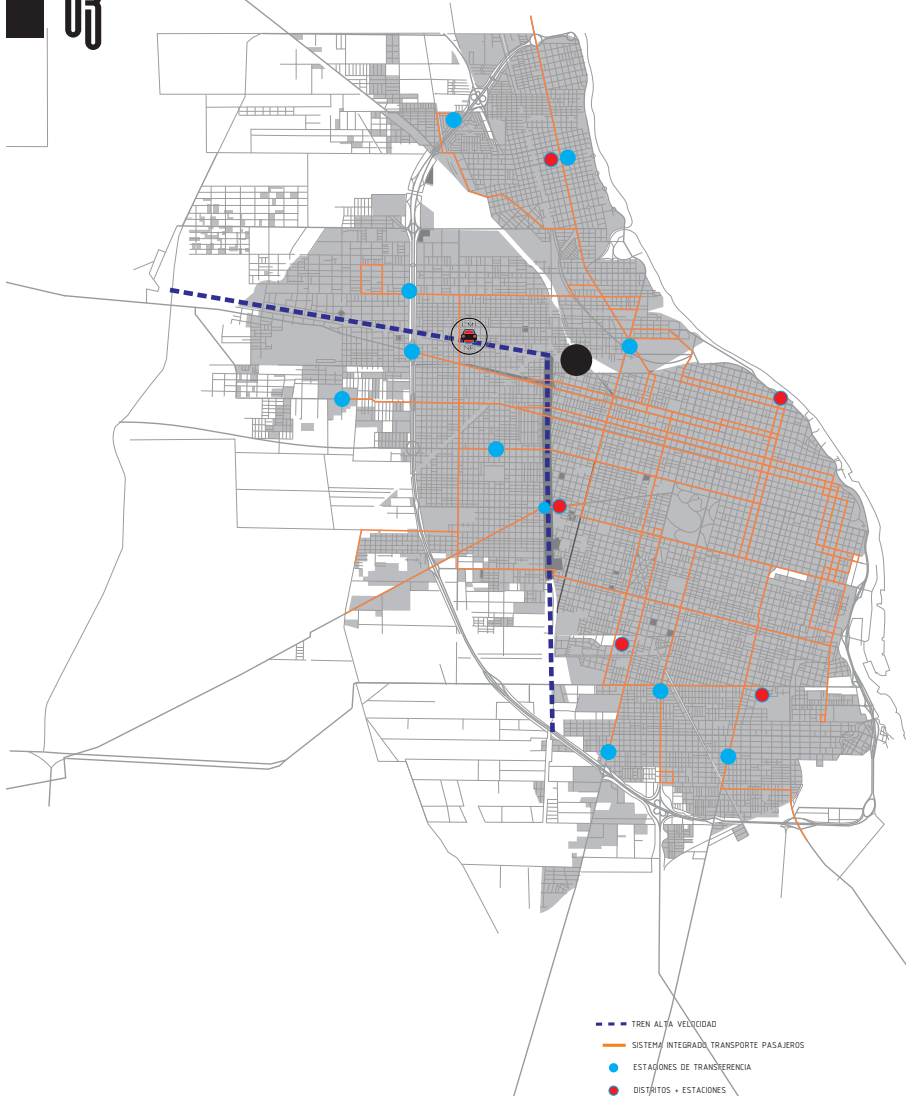 03
TREN ALTA VELOCIDAD
SISTEMA INTEGRADO TRANSPORTE PASAJEROS
ESTACIONES DE TRANSFERENCIA
DISTRITOS + ESTACIONES